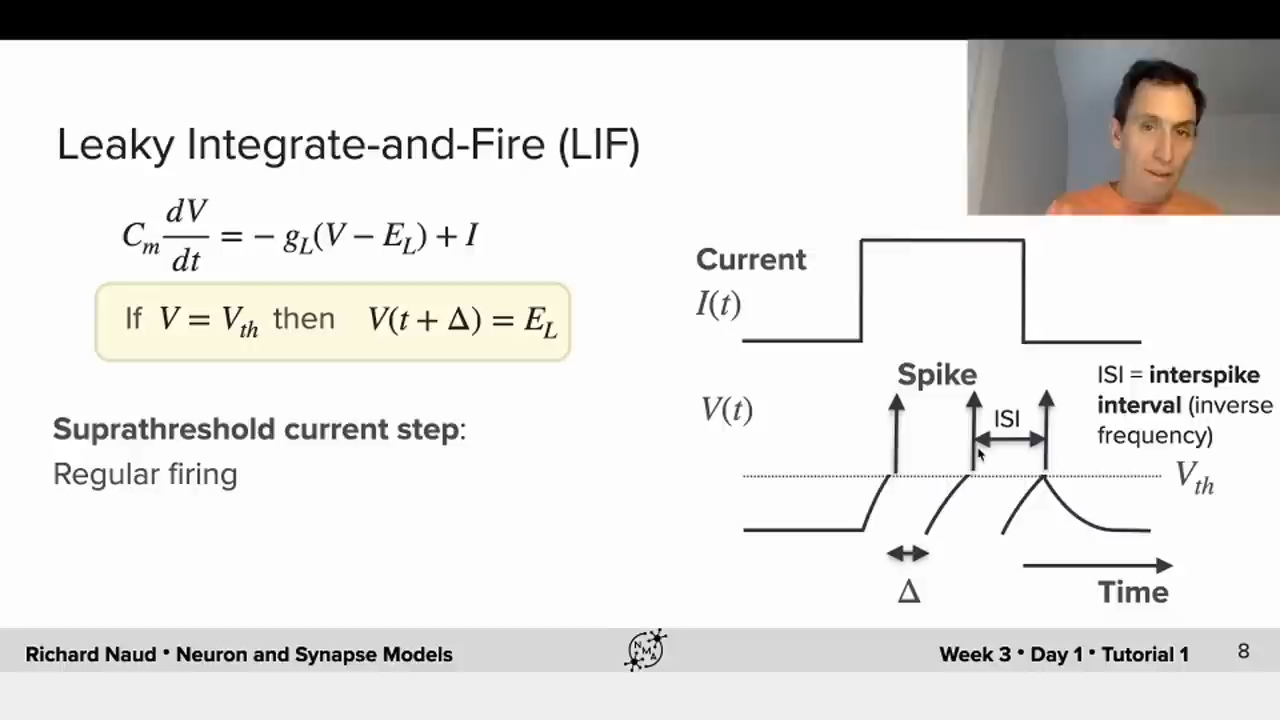 Leaky Integrate-and-Fire (LIF)
C_m dV/dt = − g_L(V − E_L) + I
If V = V_th then V(t + Δ) = E_L
Suprathreshold current step:
Regular firing
Current
I(t)
Spike
V(t)
ISI
ISI = interspike
interval (inverse
frequency)
V_th
Δ
Time
Richard Naud • Neuron and Synapse Models
NMA
Week 3 • Day 1 • Tutorial 1
8